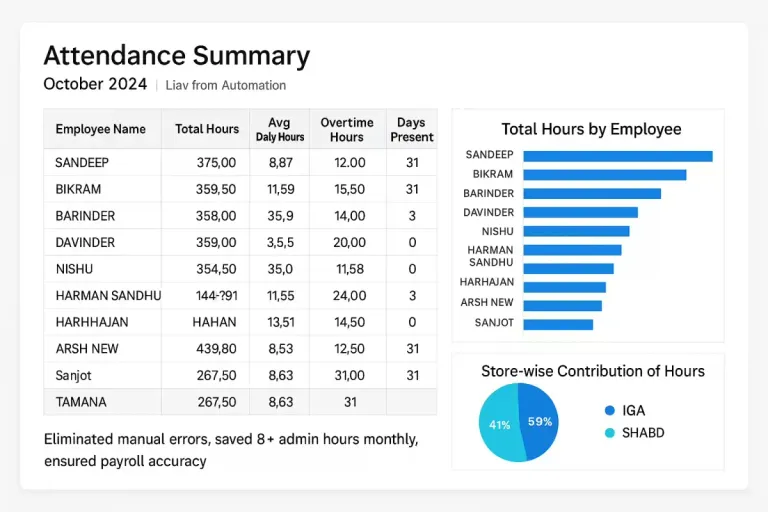 Attendance Summary
October 2024 | Liav from Automation
Employee Name Total Hours Avg Daly Hours Overtime Hours Days Present
SANDEEP 375,00 8,87 12.00 31
BIKRAM 359,50 11,59 15,50 31
BARINDER 358,00 35,9 14,00 3
DAVINDER 359,00 3,5,5 20,00 0
NISHU 354,50 35,0 11,58 0
HARMAN SANDHU 144-?91 11,55 24,00 3
HARHHAJAN HAHAN 13,51 14,50 0
ARSH NEW 439,80 8,53 12,50 31
Sanjot 267,50 8,63 31,00 31
TAMANA 267,50 8,63 31
Eliminated manual errors, saved 8+ admin hours monthly,
ensured payroll accuracy
Total Hours by Employee
SANDEEP
BIKRAM
BARINDER
DAVINDER
NISHU
HARMAN
SANDHU
HARHAJAN
ARSH NEW
SANJOT
Store-wise Contribution of Hours
41% 59%
IGA
SHABD